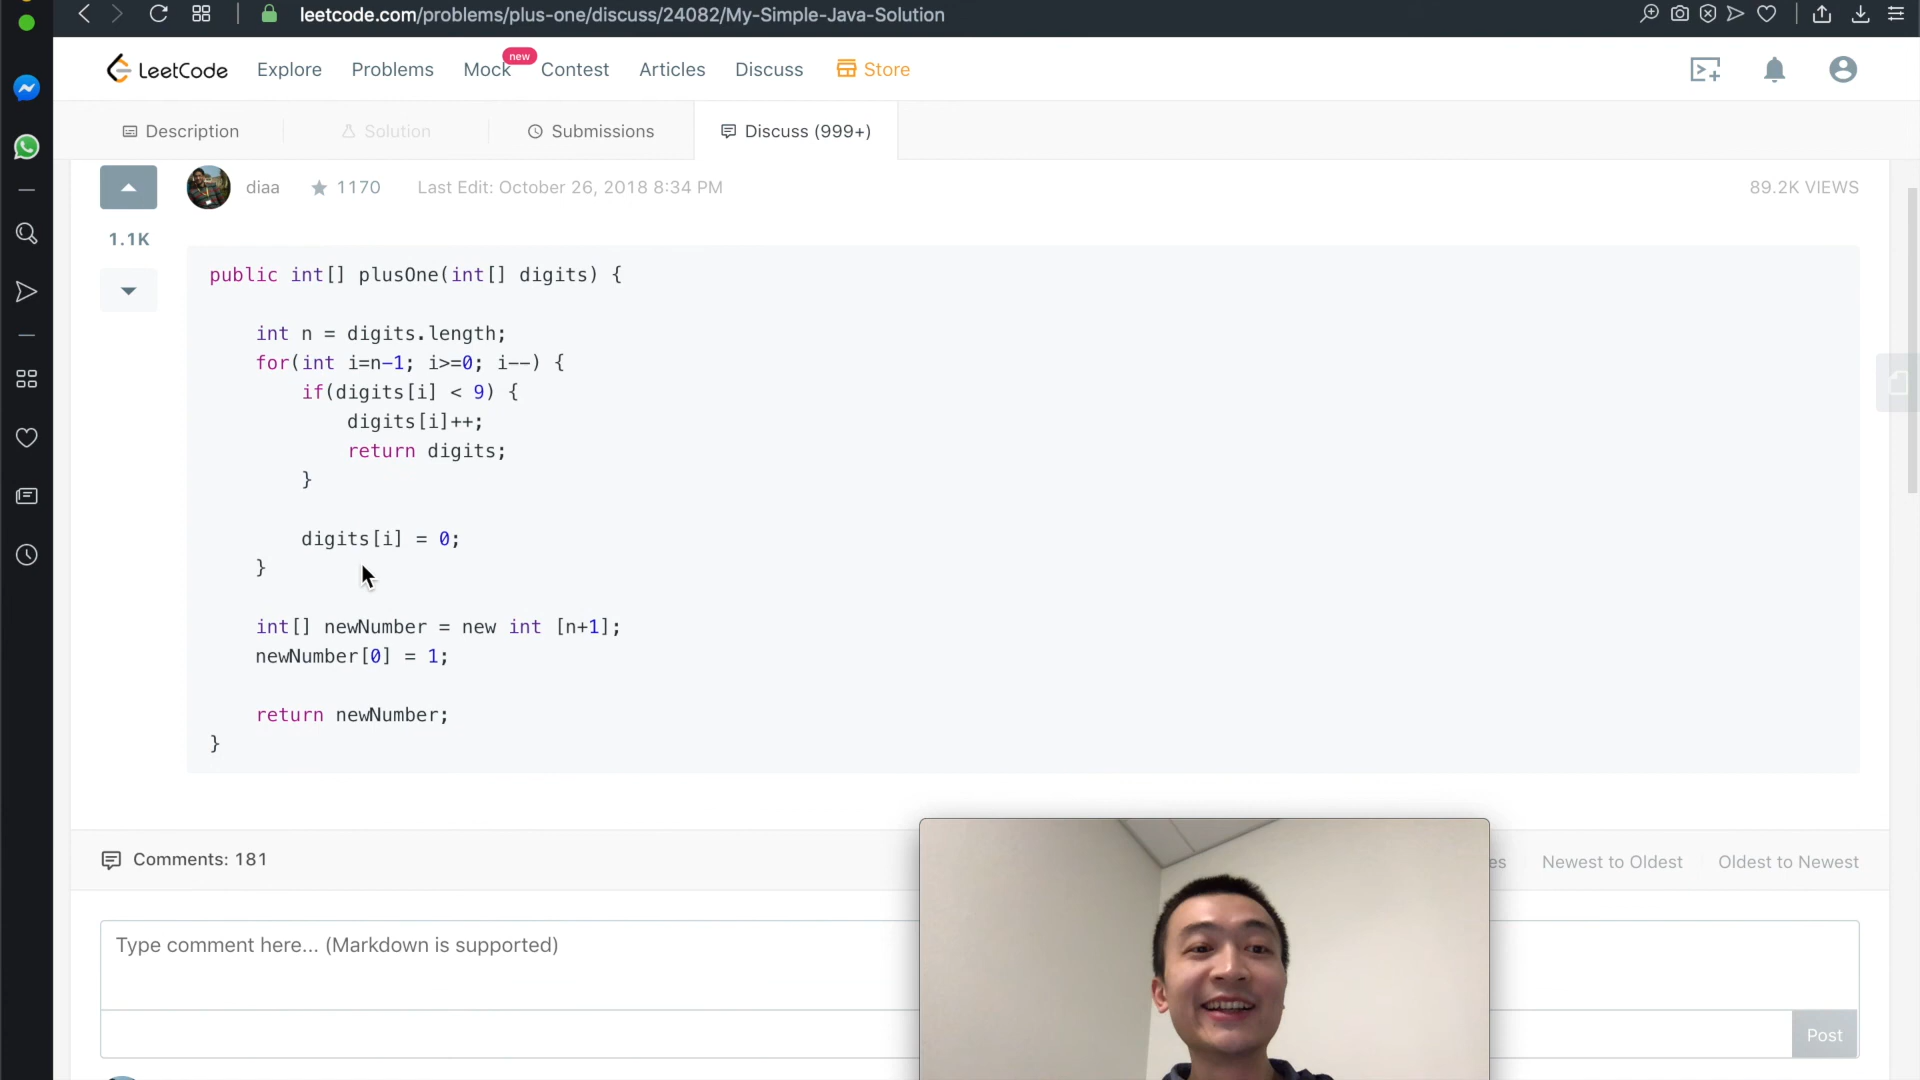 leetcode.com/problems/plus-one/discuss/24082/My-Simple-Java-Solution
LeetCode Explore Problems Mock new Contest Articles Discuss Store
Description Solution Submissions Discuss (999+)
diaa 1170 Last Edit: October 26, 2018 8:34 PM 89.2K VIEWS
1.1K
public int[] plusOne(int[] digits) {
int n = digits.length;
for(int i=n-1; i>=0; i--) {
if(digits[i] < 9) {
digits[i]++;
return digits;
}
digits[i] = 0;
}
int[] newNumber = new int [n+1];
newNumber[0] = 1;
return newNumber;
}
Comments: 181 Newest to Oldest Oldest to Newest
Type comment here... (Markdown is supported)
Post